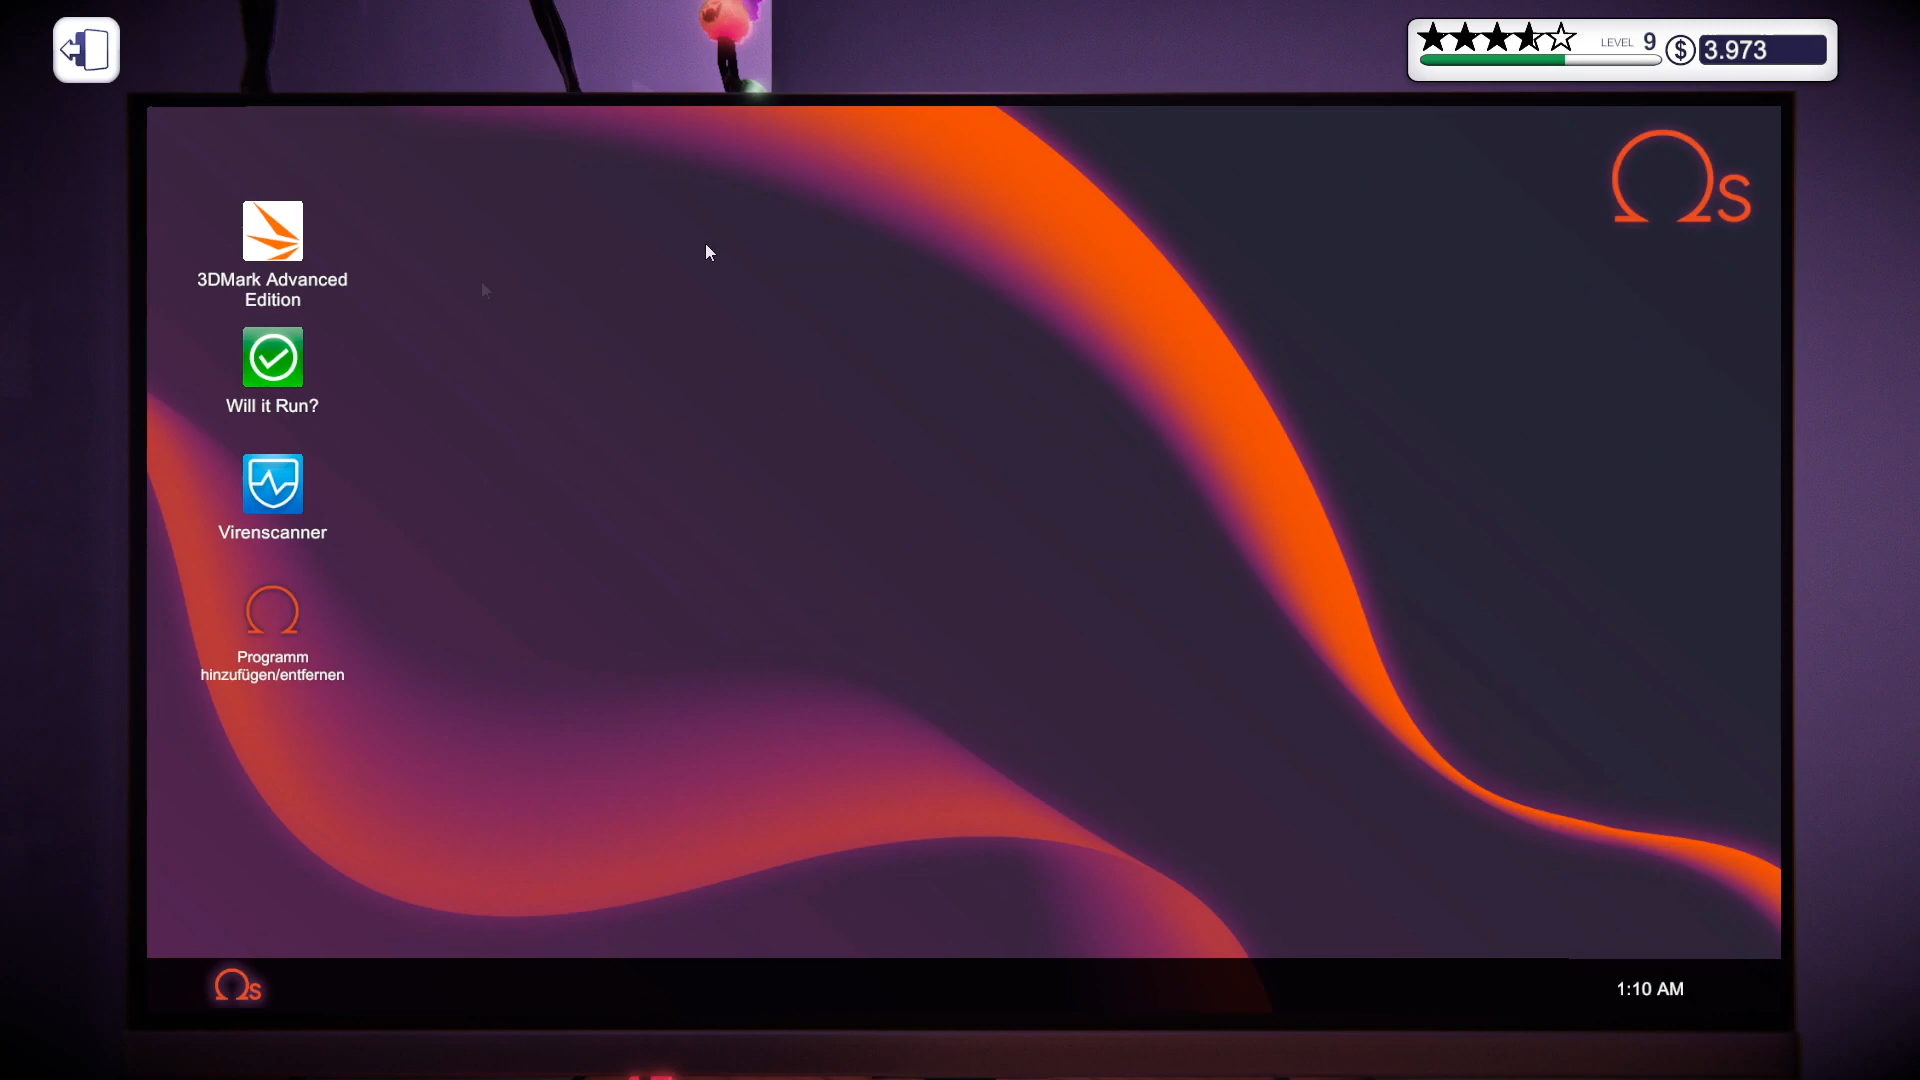 LEVEL 9
$ 3.973
Ωs
3DMark Advanced
Edition
Will it Run?
Virenscanner
Programm
hinzufügen/entfernen
Ωs
1:10 AM